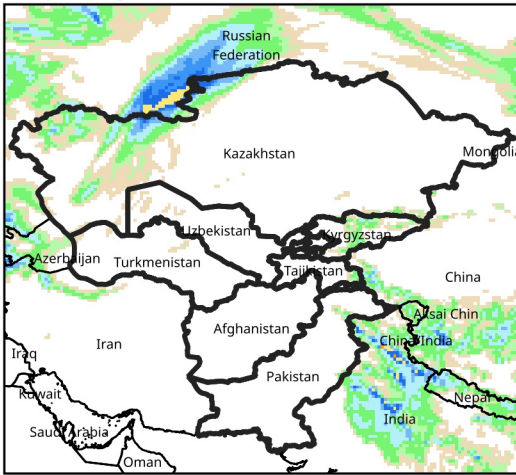 Russian
Federation
Kazakhstan
Mongolia
Uzbekistan
Kyrgyzstan
Azerbaijan
Turkmenistan
Tajikistan
China
Aksai Chin
Afghanistan
China/India
Iran
Iraq
Pakistan
Kuwait
Nepal
India
Saudi Arabia
Oman